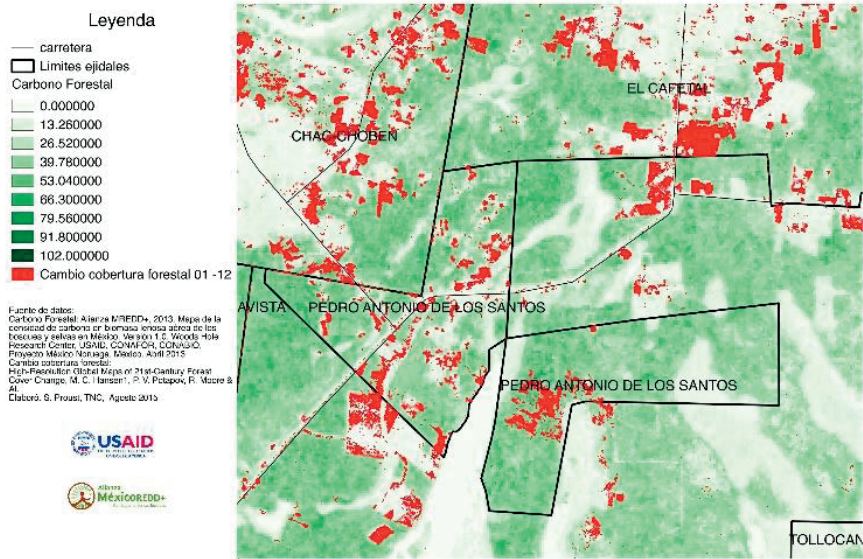 Leyenda
carretera
Limites ejidales
Carbono Forestal
0.000000
13.260000
26.520000
39.780000
53.040000
66.300000
79.560000
91.800000
102.000000
Cambio cobertura forestal 01 -12
Fuente de datos:
Carbono Forestal: Alianza MREDD+, 2013. Mapa de la
densidad de carbono en biomasa leñosa aérea de los
bosques y selvas en México. Versión 1.0. Woods Hole
Research Center, USAID, CONAFOR, CONABIO,
Proyecto México Noruega. Mexico. Abril 2013
Cambio cobertura forestal:
High-Resolution Global Maps of 21st-Century Forest
Cover Change, M. C. Hansen1, P. V. Potapov, R. Moore &
Al.
Elaboró. S. Proust, TNC, Agosto 2015
USAID
Alianza
MéxicoREDD+
EL CAFETAL
CHAC CHOBEN
AVISTA
PEDRO ANTONIO DE LOS SANTOS
PEDRO ANTONIO DE LOS SANTOS
TOLLOCAN